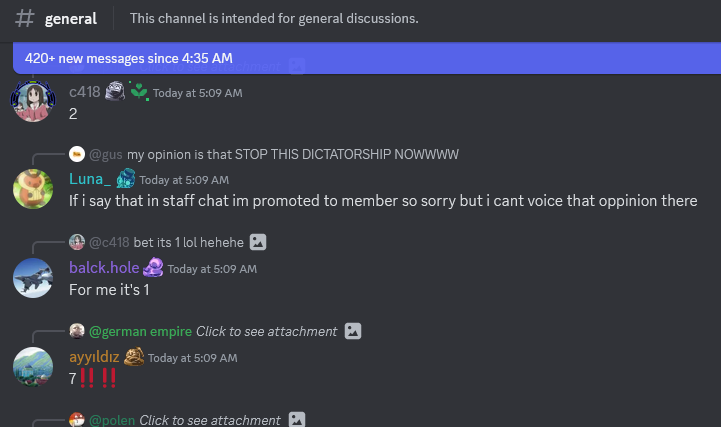 # general This channel is intended for general discussions.
420+ new messages since 4:35 AM
c418 Today at 5:09 AM
2
@gus my opinion is that STOP THIS DICTATORSHIP NOWWWW
Luna_ Today at 5:09 AM
If i say that in staff chat im promoted to member so sorry but i cant voice that oppinion there
@c418 bet its 1 lol hehehe
balck.hole Today at 5:09 AM
For me it's 1
@german empire Click to see attachment
ayyıldız Today at 5:09 AM
7‼️‼️
@polen Click to see attachment